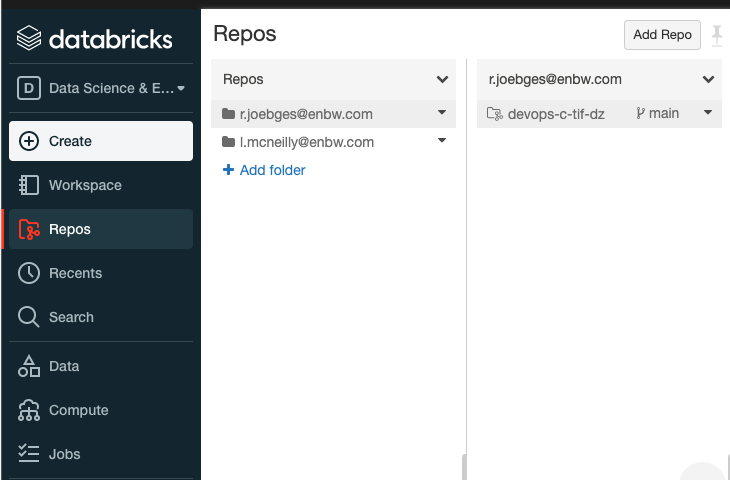 databricks
D Data Science & E...
Create
Workspace
Repos
Recents
Search
Data
Compute
Jobs
Repos
Add Repo
Repos
r.joebges@enbw.com
l.mcneilly@enbw.com
Add folder
r.joebges@enbw.com
devops-c-tif-dz main